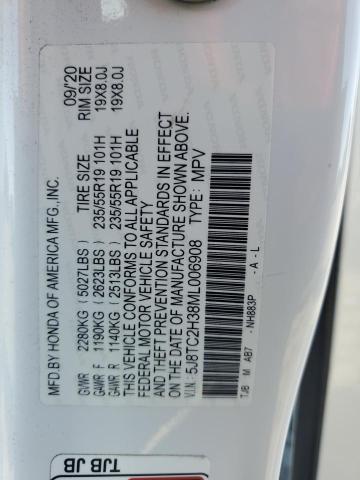 MFD.BY HONDA OF AMERICA MFG.,INC. 09/'20
TIRE SIZE RIM SIZE
GVWR 2280KG (5027LBS)
GAWR F 1190KG (2623LBS) 235/55R19 101H 19X8.0J
GAWR R 1140KG (2513LBS) 235/55R19 101H 19X8.0J
THIS VEHICLE CONFORMS TO ALL APPLICABLE
FEDERAL MOTOR VEHICLE SAFETY
AND THEFT PREVENTION STANDARDS IN EFFECT
ON THE DATE OF MANUFACTURE SHOWN ABOVE.
V.I.N.: 5J8TC2H38ML006908 TYPE: MPV
NH883P - A - L
TJB M AB7
TJB JB